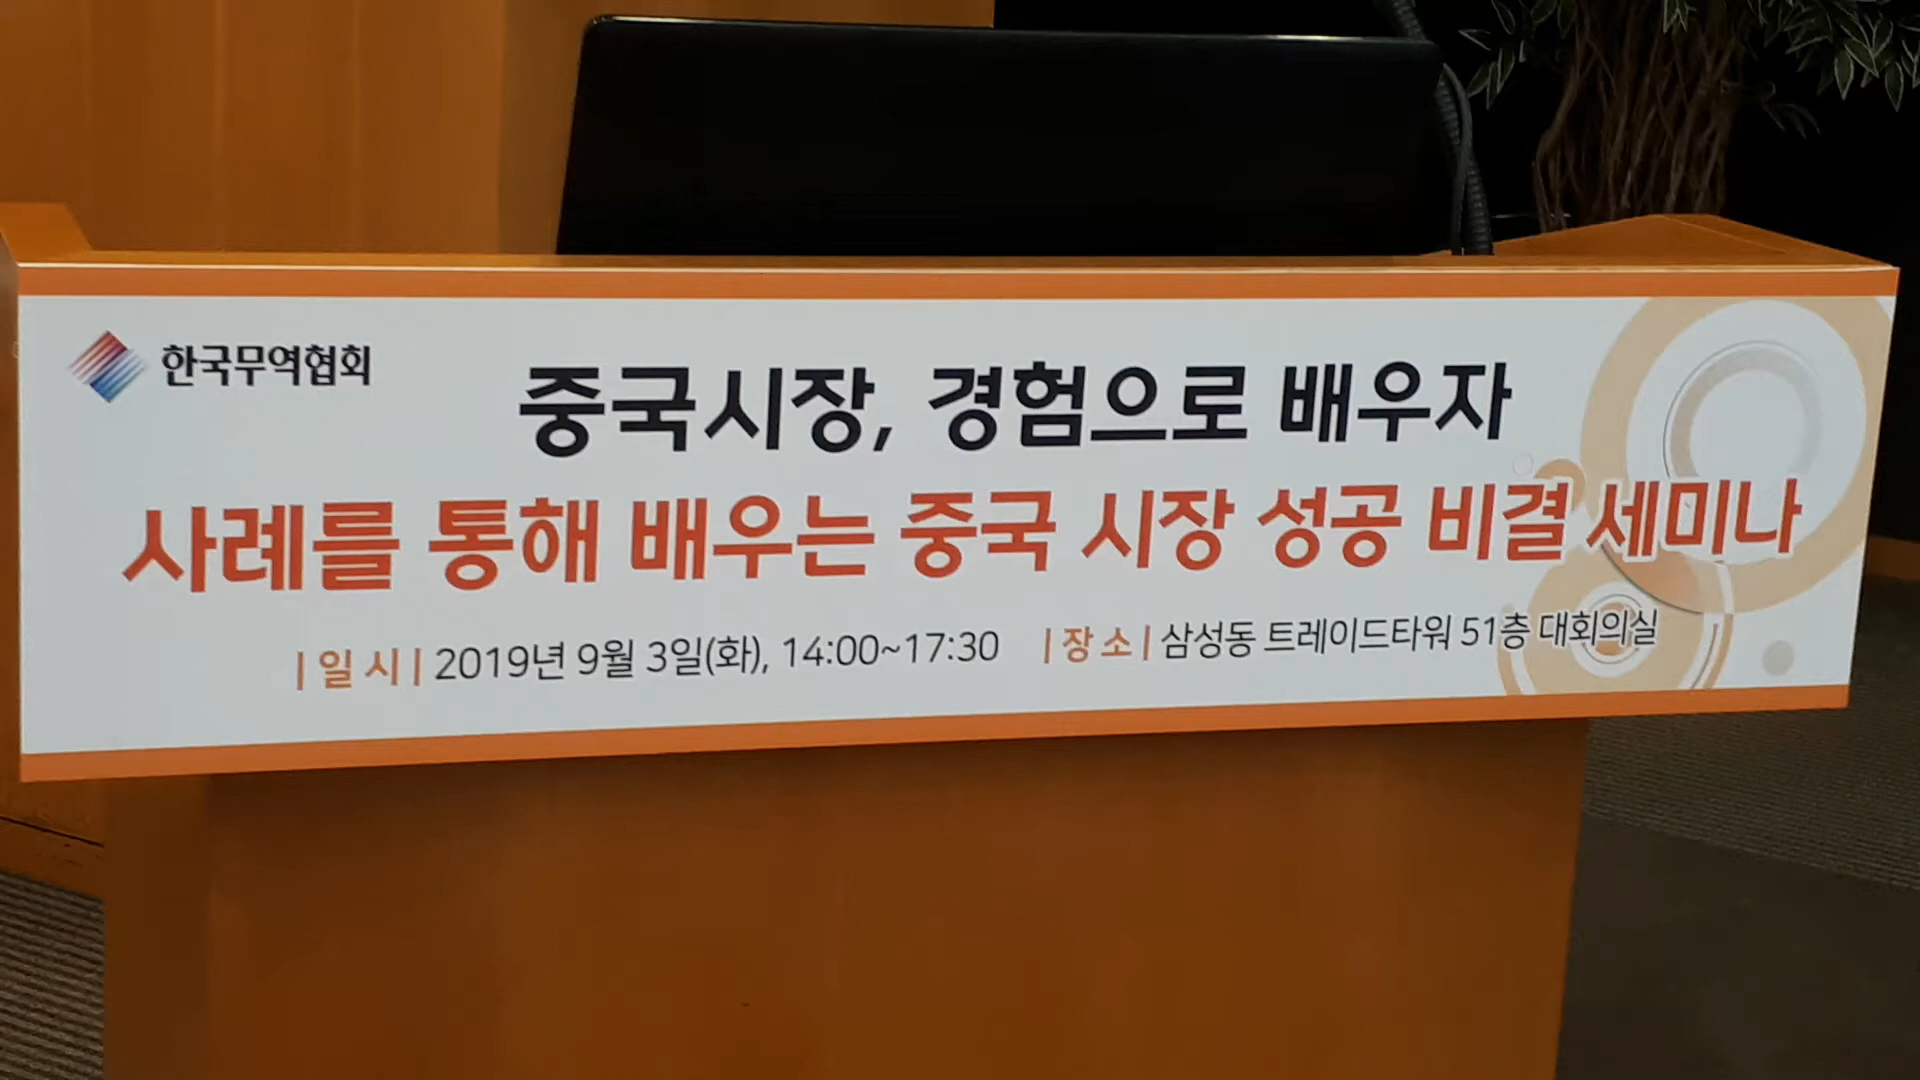 한국무역협회
중국시장, 경험으로 배우자
사례를 통해 배우는 중국 시장 성공 비결 세미나
| 일 시 | 2019년 9월 3일(화), 14:00~17:30 | 장 소 | 삼성동 트레이드타워 51층 대회의실